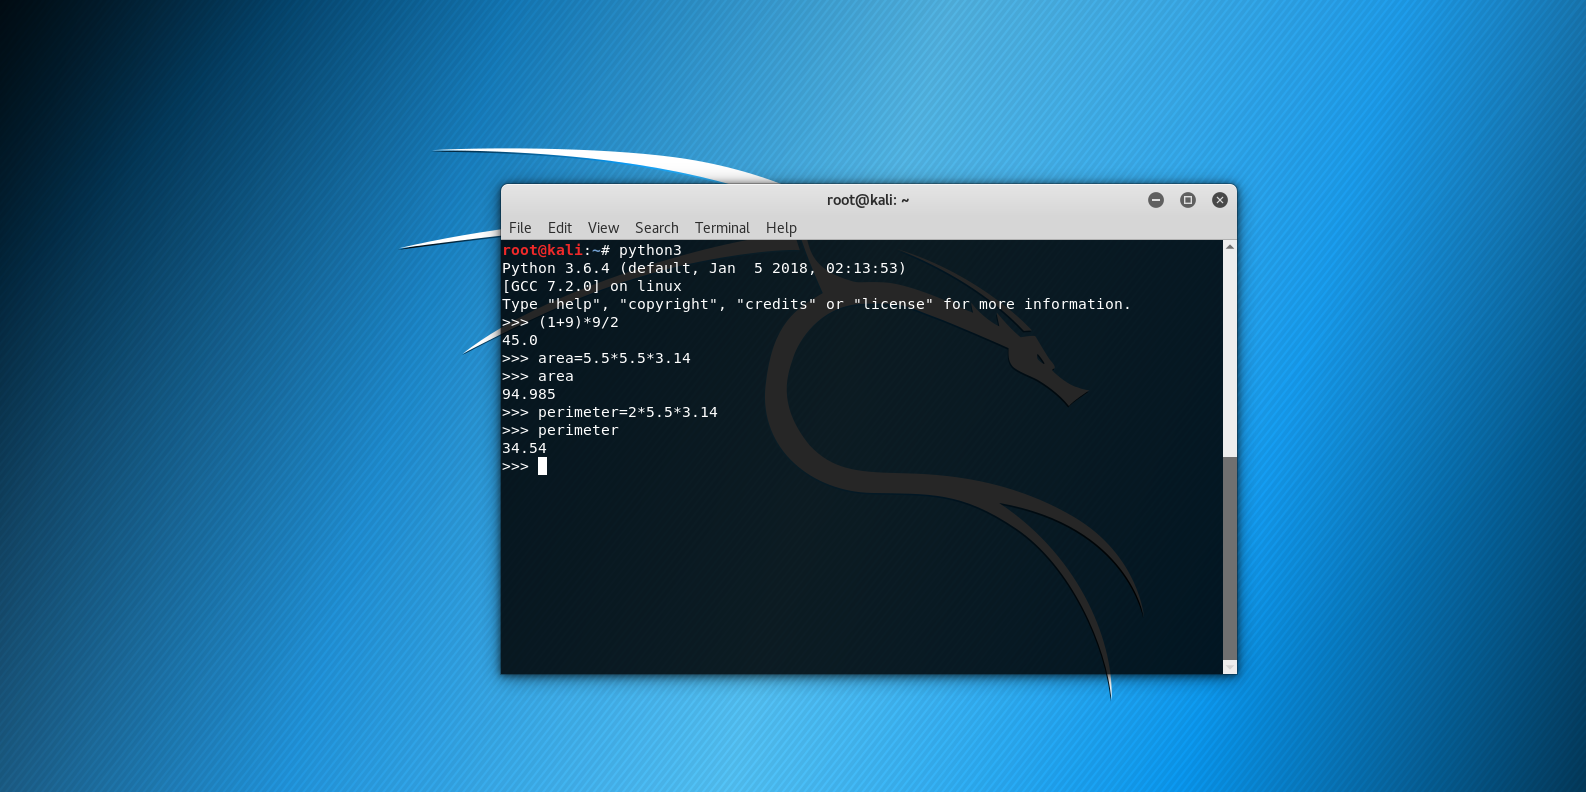 root@kali: ~
File Edit View Search Terminal Help
root@kali:~# python3
Python 3.6.4 (default, Jan  5 2018, 02:13:53)
[GCC 7.2.0] on linux
Type "help", "copyright", "credits" or "license" for more information.
>>> (1+9)*9/2
45.0
>>> area=5.5*5.5*3.14
>>> area
94.985
>>> perimeter=2*5.5*3.14
>>> perimeter
34.54
>>>